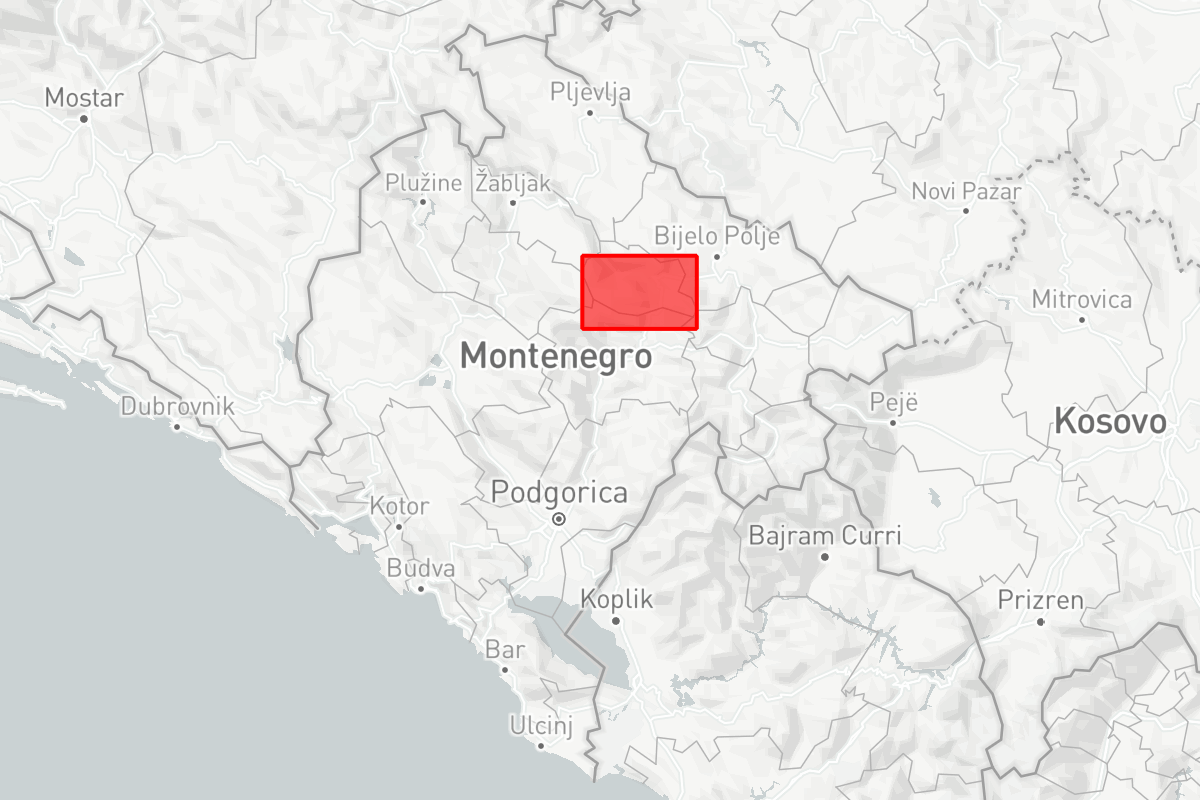 Mostar
Pljevlja
Plužine
Žabljak
Novi Pazar
Bijelo Polje
Mitrovica
Montenegro
Dubrovnik
Pejë
Kosovo
Podgorica
Kotor
Bajram Curri
Budva
Koplik
Prizren
Bar
Ulcinj